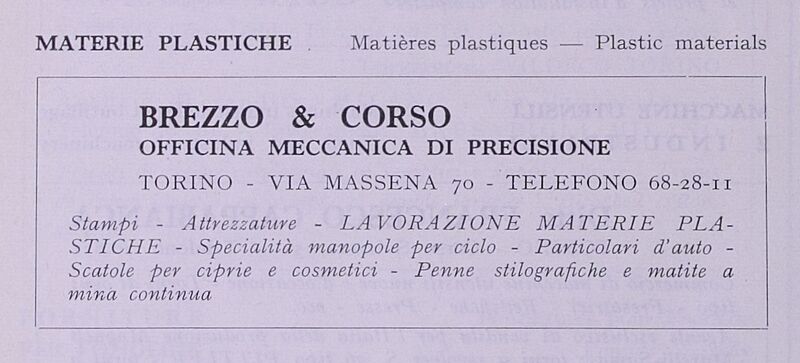 MATERIE PLASTICHE . Matières plastiques — Plastic materials
BREZZO & CORSO
OFFICINA MECCANICA DI PRECISIONE
TORINO - VIA MASSENA 70 - TELEFONO 68-28-11
Stampi - Attrezzature - LAVORAZIONE MATERIE PLA-
STICHE - Specialità manopole per ciclo - Particolari d'auto -
Scatole per ciprie e cosmetici - Penne stilografiche e matite a
mina continua